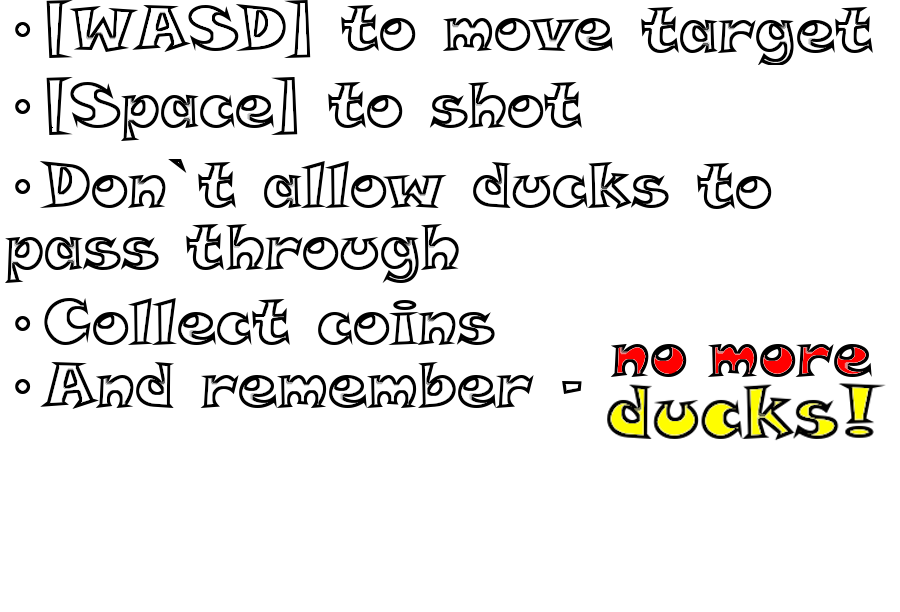 • [WASD] to move target
• [Space] to shot
• Don`t allow ducks to
pass through
• Collect coins
• And remember - no more
ducks!